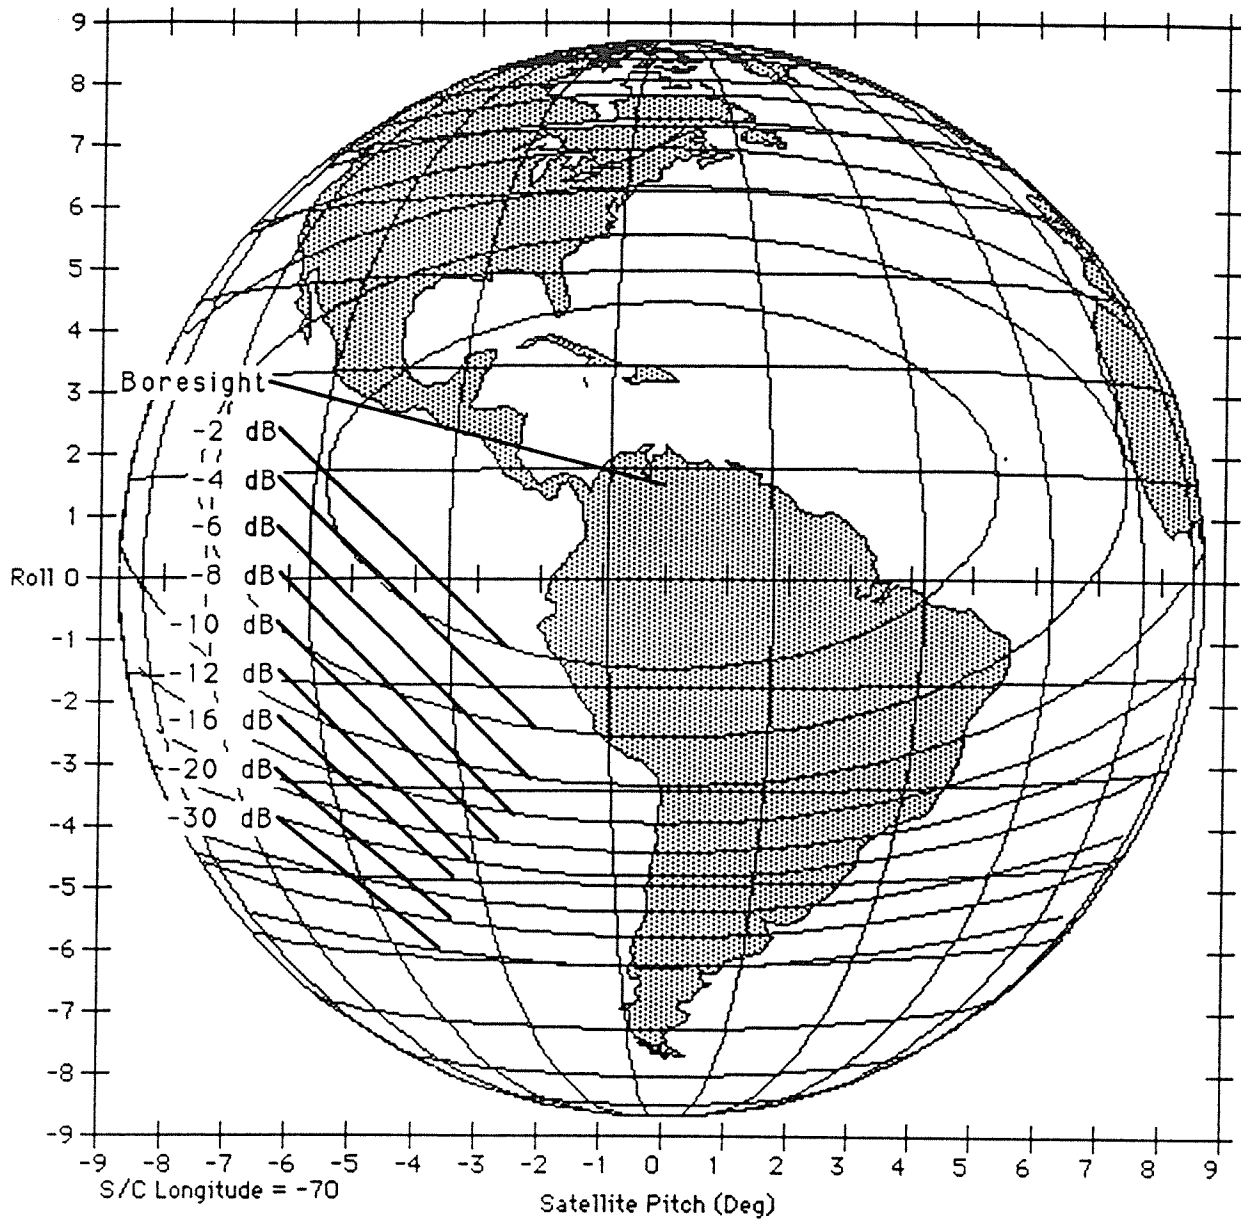 9
8
7
6
5
4
Boresight 3
-2 dB
2
-4 dB
1
-6 dB
Roll 0
-8 dB
-10 dB
-1
-12 dB
-2
-16 dB
-20 dB
-3
-30 dB
-4
-5
-6
-7
-8
-9
-9 -8 -7 -6 -5 -4 -3 -2 -1 0 1 2 3 4 5 6 7 8 9
S/C Longitude = -70
Satellite Pitch (Deg)